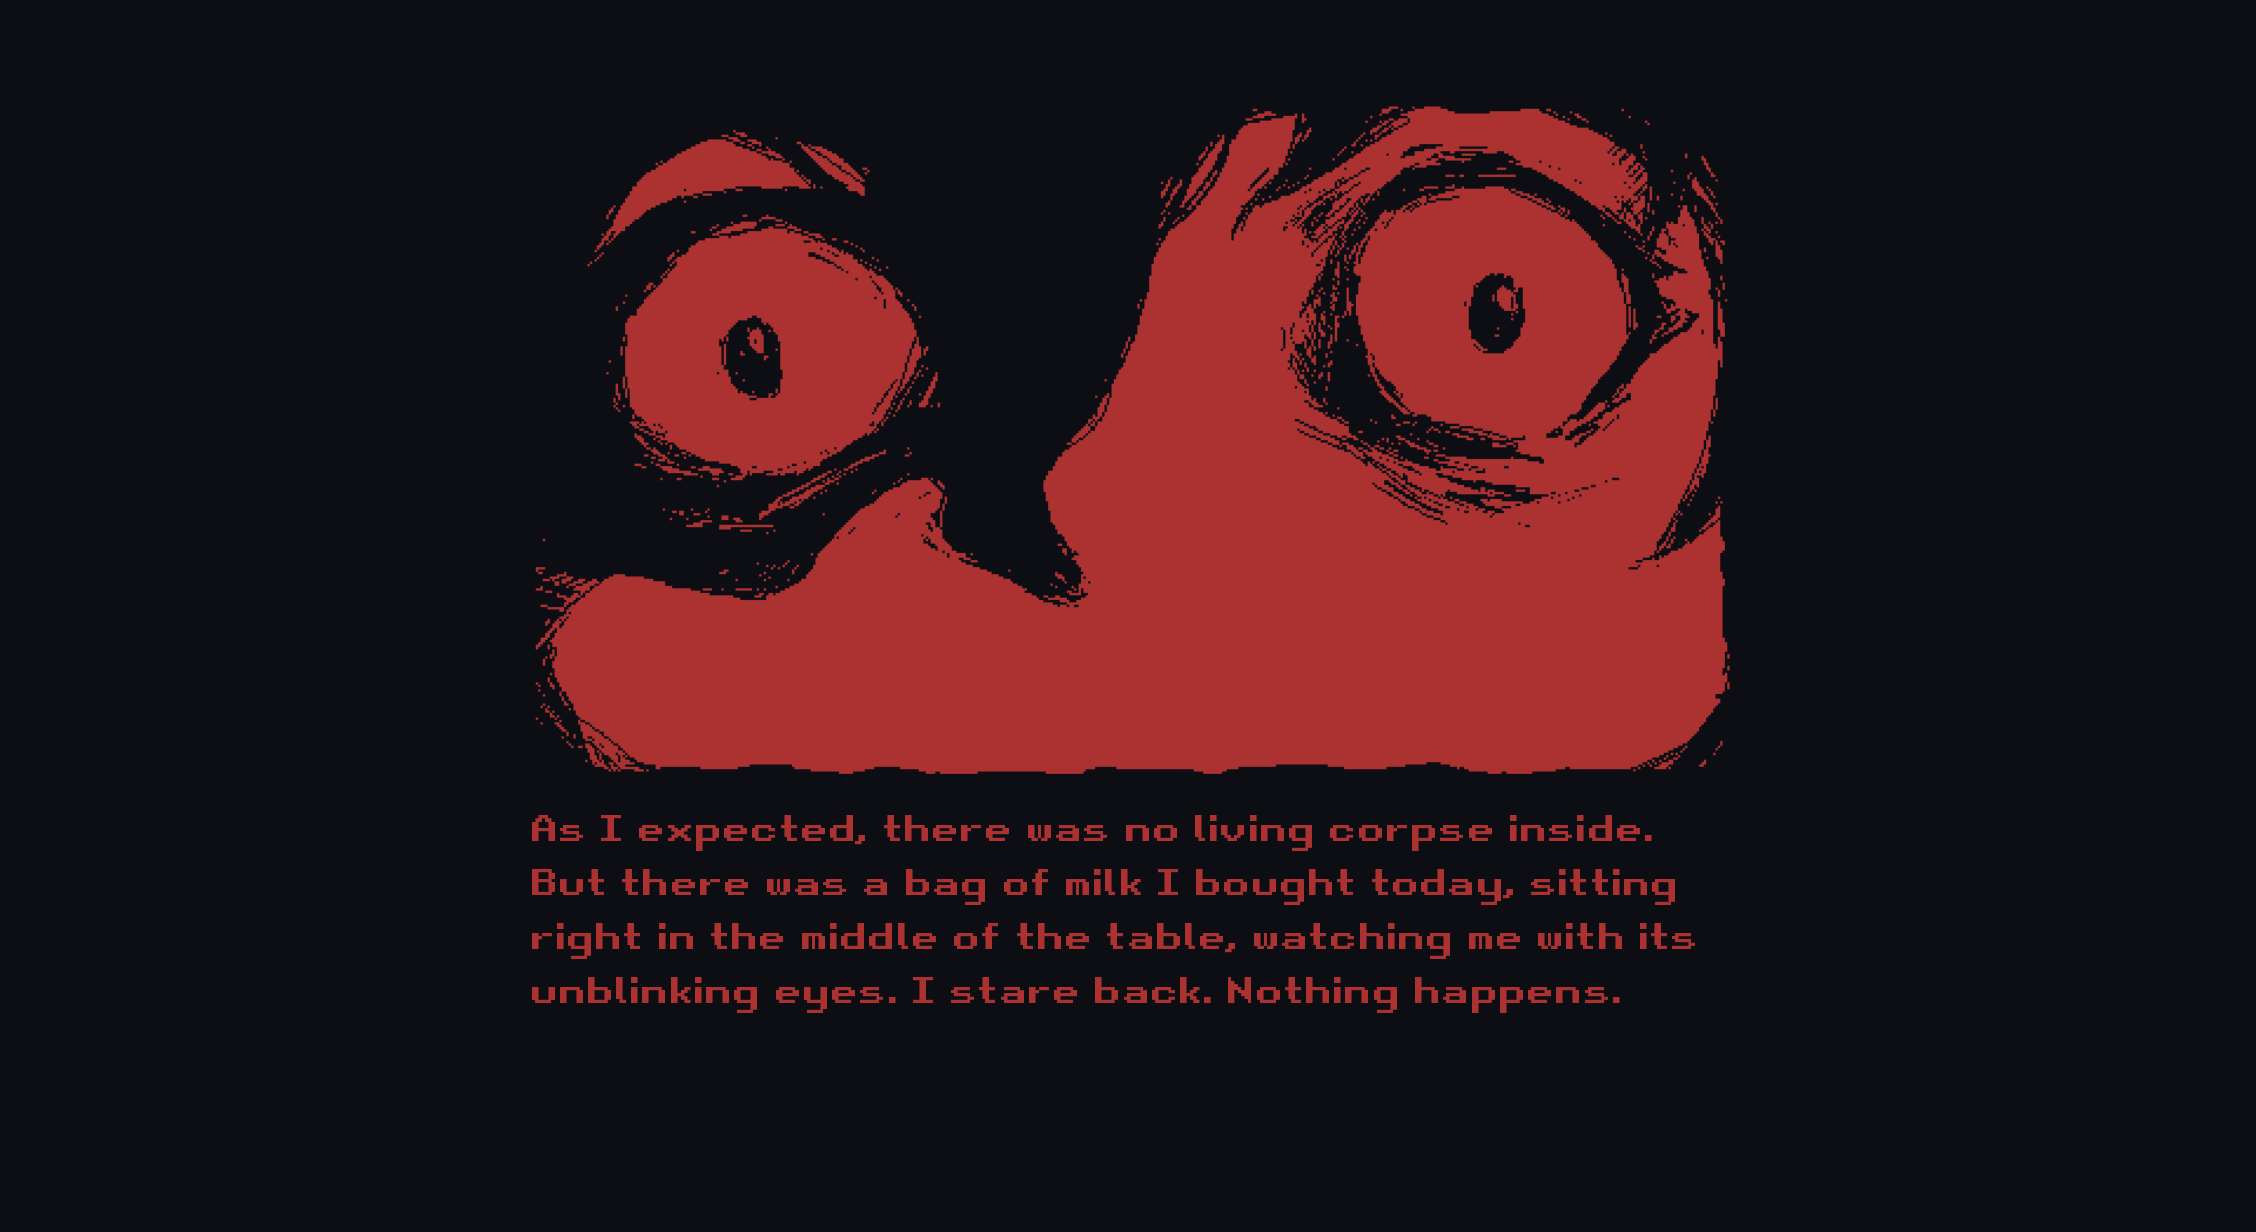 As I expected, there was no living corpse inside.
But there was a bag of milk I bought today, sitting
right in the middle of the table, watching me with its
unblinking eyes. I stare back. Nothing happens.